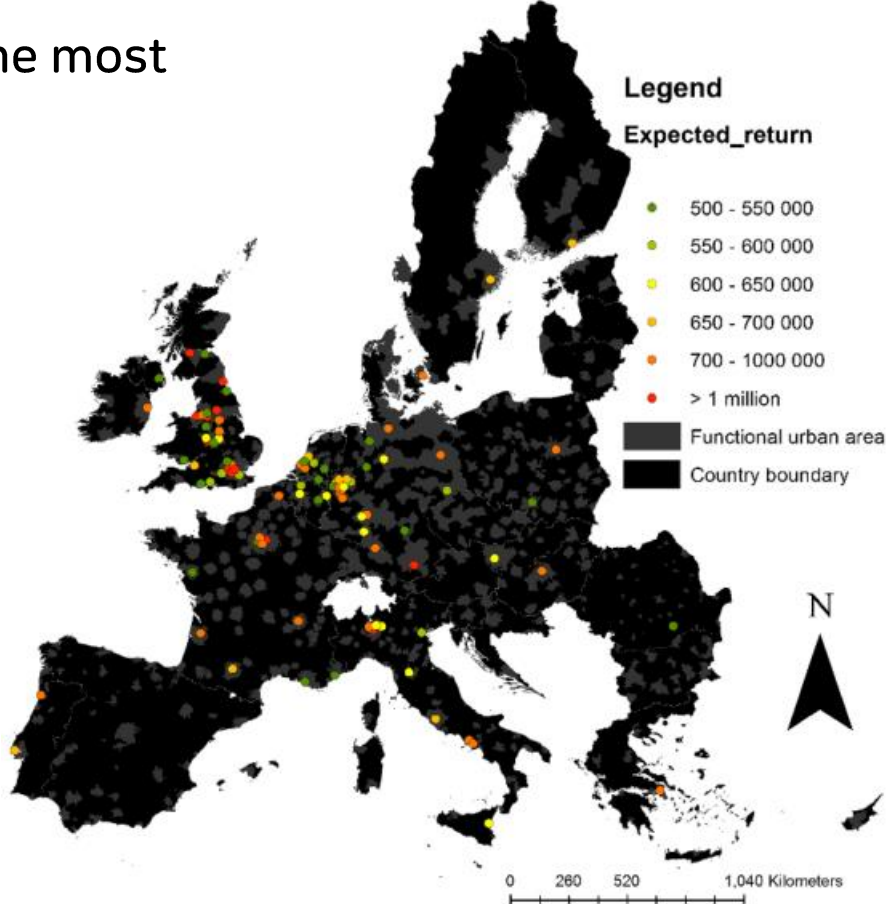 ne most
Legend
Expected_return
500 - 550 000
550 - 600 000
600 - 650 000
650 - 700 000
700 - 1000 000
> 1 million
Functional urban area
Country boundary
N
0 260 520 1,040 Kilometers